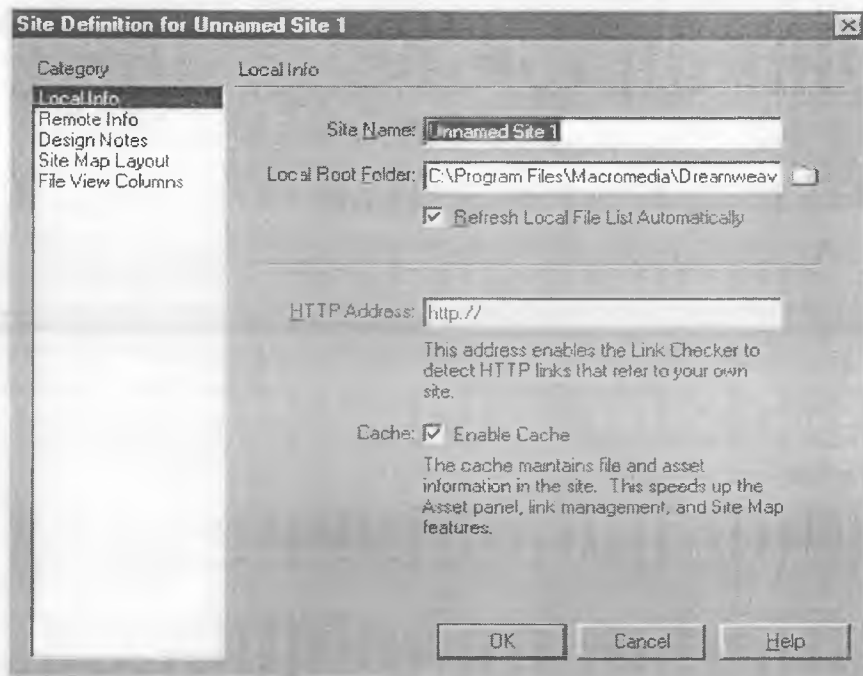 Site Definition for Unnamed Site 1
Category
Local Info
Local Info
Remote Info
Design Notes
Site Map Layout
File View Columns
Site Name: Unnamed Site 1
Local Root Folder: C:\Program Files\Macromedia\Dreamweav
Refresh Local File List Automatically
HTTP Address: http://
This address enables the Link Checker to
detect HTTP links that refer to your own
site.
Cache: Enable Cache
The cache maintains file and asset
information in the site. This speeds up the
Asset panel, link management, and Site Map
features.
OK
Cancel
Help